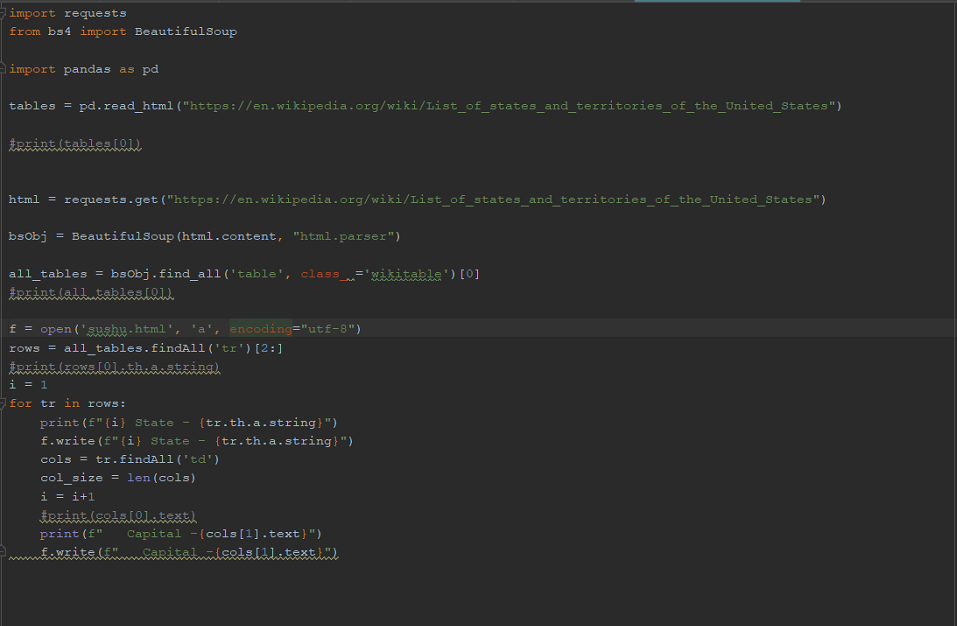 import requests
from bs4 import BeautifulSoup
import pandas as pd
tables = pd.read_html("https://en.wikipedia.org/wiki/List_of_states_and_territories_of_the_United_States")
#print(tables[0])
html = requests.get("https://en.wikipedia.org/wiki/List_of_states_and_territories_of_the_United_States")
bsObj = BeautifulSoup(html.content, "html.parser")
all_tables = bsObj.find_all('table', class_ ='wikitable')[0]
#print(all_tables[0])
f = open('sushu.html', 'a', encoding="utf-8")
rows = all_tables.findAll('tr')[2:]
#print(rows[0].th.a.string)
i = 1
for tr in rows:
    print(f"{i} State - {tr.th.a.string}")
    f.write(f"{i} State - {tr.th.a.string}")
    cols = tr.findAll('td')
    col_size = len(cols)
    i = i+1
    #print(cols[0].text)
    print(f"   Capital -{cols[1].text}")
    f.write(f"   Capital -{cols[1].text}")